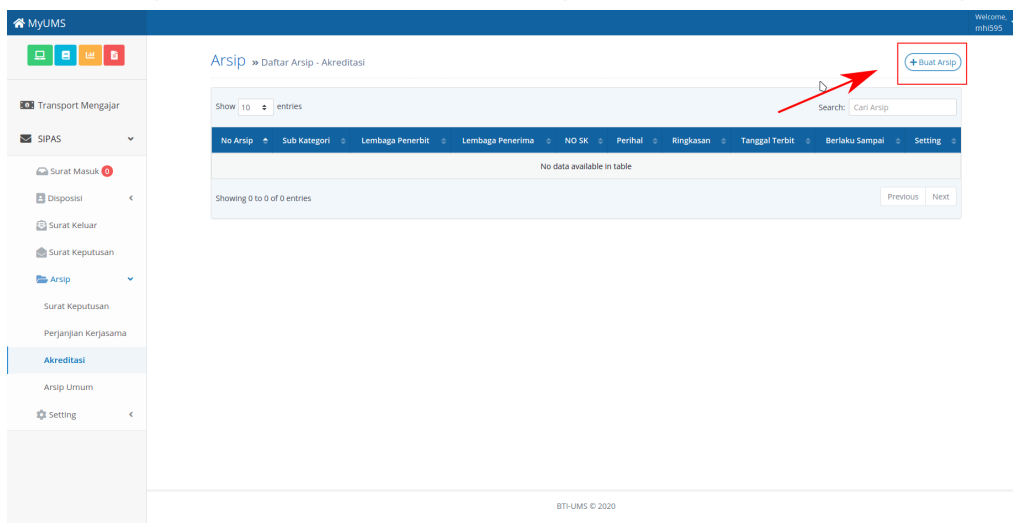 MyUMS
Welcome,
mhi595
Arsip » Daftar Arsip - Akreditasi
+ Buat Arsip
Transport Mengajar
SIPAS
Surat Masuk 0
Disposisi
Surat Keluar
Surat Keputusan
Arsip
Surat Keputusan
Perjanjian Kerjasama
Akreditasi
Arsip Umum
Setting
Show 10 entries
Search: Cari Arsip
No Arsip Sub Kategori Lembaga Penerbit Lembaga Penerima NO SK Perihal Ringkasan Tanggal Terbit Berlaku Sampai Setting
No data available in table
Showing 0 to 0 of 0 entries
Previous Next
BTI-UMS © 2020